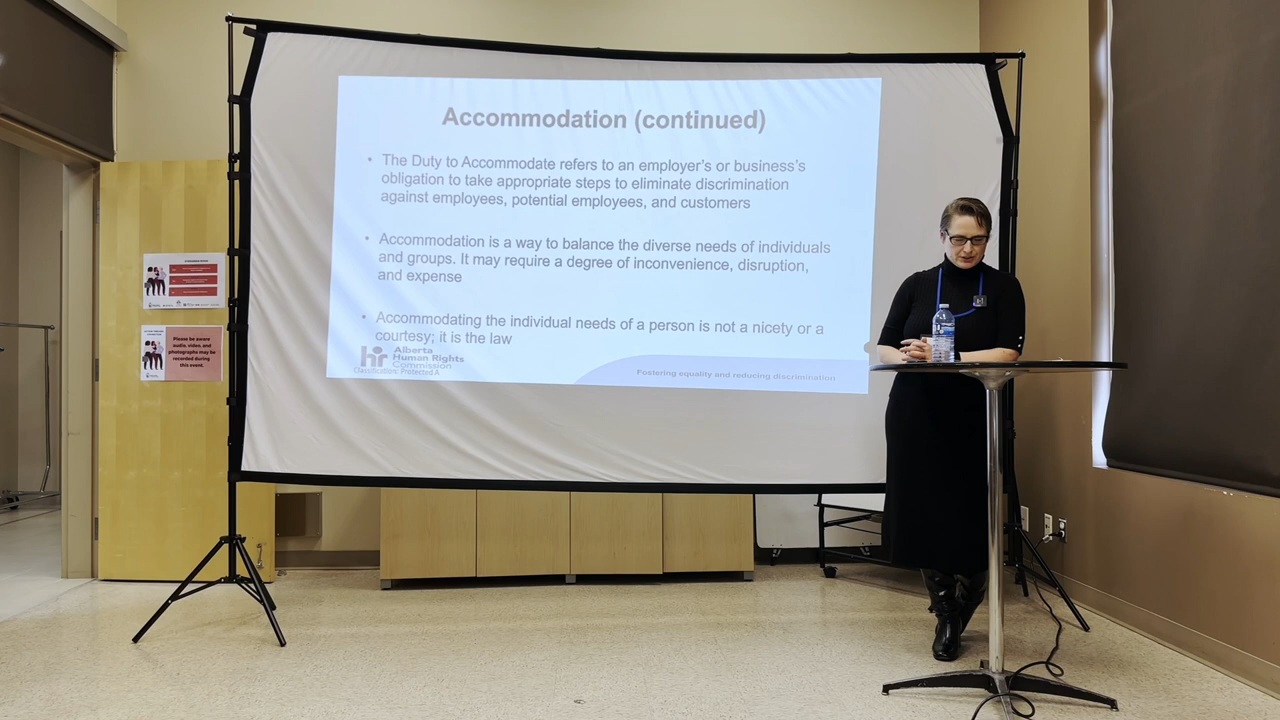 Accommodation (continued)
• The Duty to Accommodate refers to an employer's or business's
obligation to take appropriate steps to eliminate discrimination
against employees, potential employees, and customers
• Accommodation is a way to balance the diverse needs of individuals
and groups. It may require a degree of inconvenience, disruption,
and expense
• Accommodating the individual needs of a person is not a nicety or a
courtesy; it is the law
hr
Alberta
Human Rights
Commission
Classification: Protected A
Fostering equality and reducing discrimination
Please be aware
audio, video, and
photographs may be
recorded during
this event.